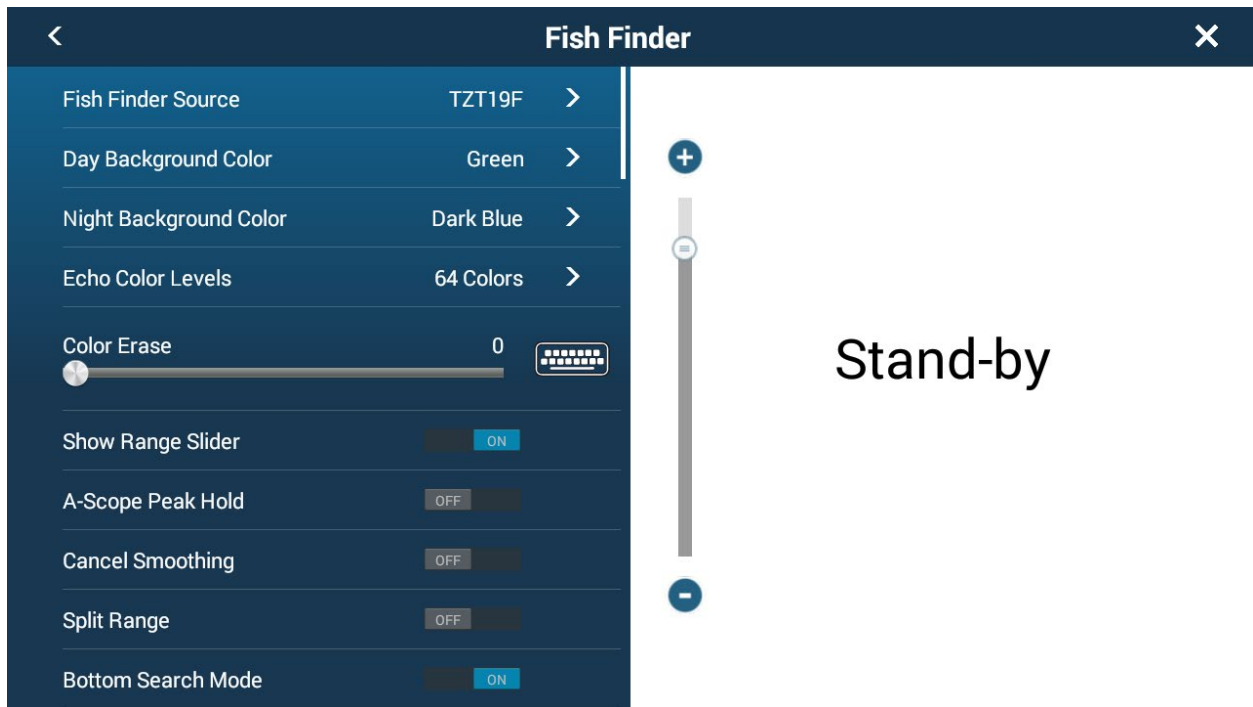 Fish Finder
Fish Finder Source TZT19F
Day Background Color Green
Night Background Color Dark Blue
Echo Color Levels 64 Colors
Color Erase 0
Show Range Slider ON
A-Scope Peak Hold OFF
Cancel Smoothing OFF
Split Range OFF
Bottom Search Mode ON
Stand-by